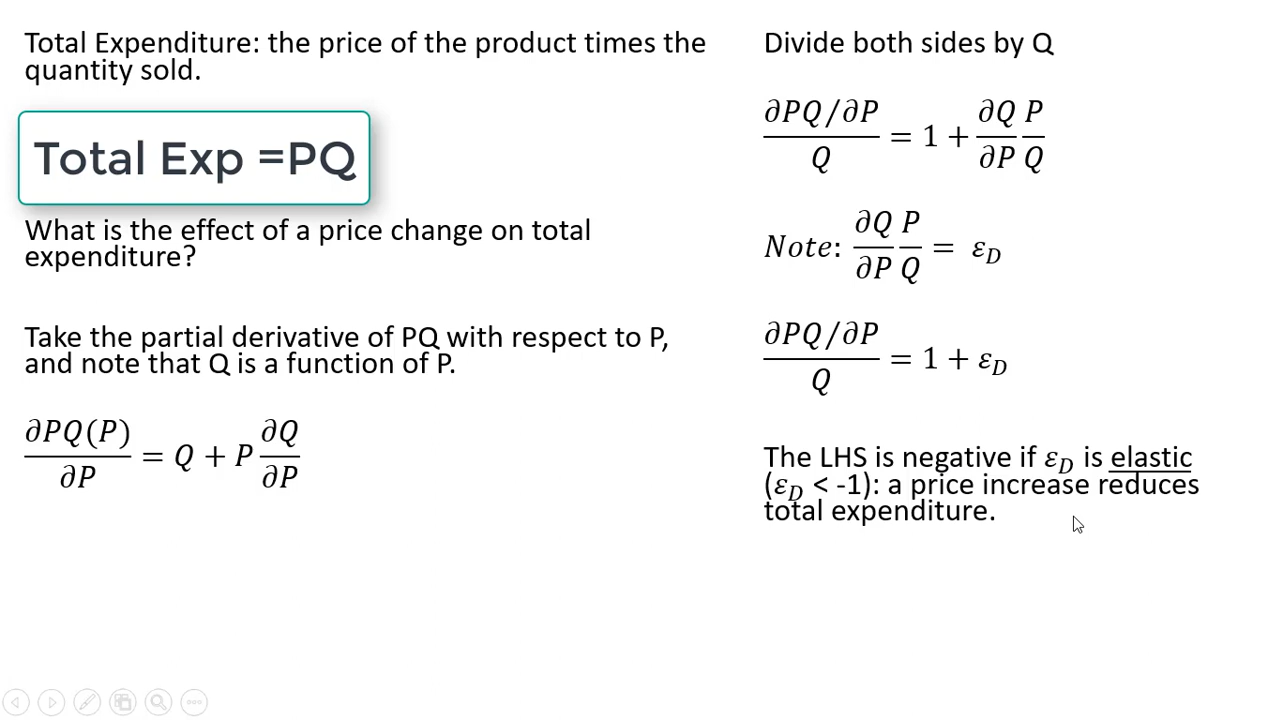 Total Expenditure: the price of the product times the
quantity sold.
Total Exp =PQ
What is the effect of a price change on total
expenditure?
Take the partial derivative of PQ with respect to P,
and note that Q is a function of P.
∂PQ(P)/∂P = Q + P ∂Q/∂P
Divide both sides by Q
(∂PQ/∂P)/Q = 1 + ∂Q/∂P P/Q
Note: ∂Q/∂P P/Q = ε_D
(∂PQ/∂P)/Q = 1 + ε_D
The LHS is negative if ε_D is elastic
(ε_D < -1): a price increase reduces
total expenditure.